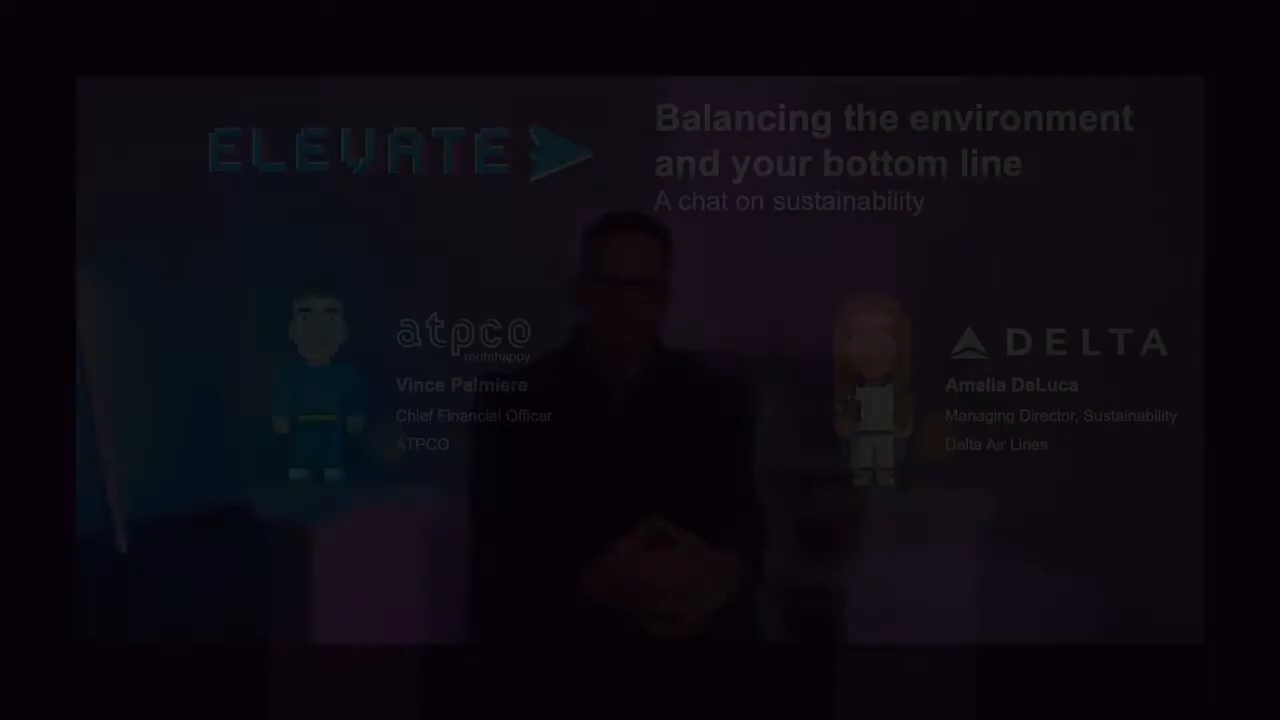 ELEVATE
Balancing the environment
and your bottom line
A chat on sustainability
atpco
routehappy
Vince Palmiere
Chief Financial Officer
ATPCO
DELTA
Amelia DeLuca
Managing Director, Sustainability
Delta Air Lines